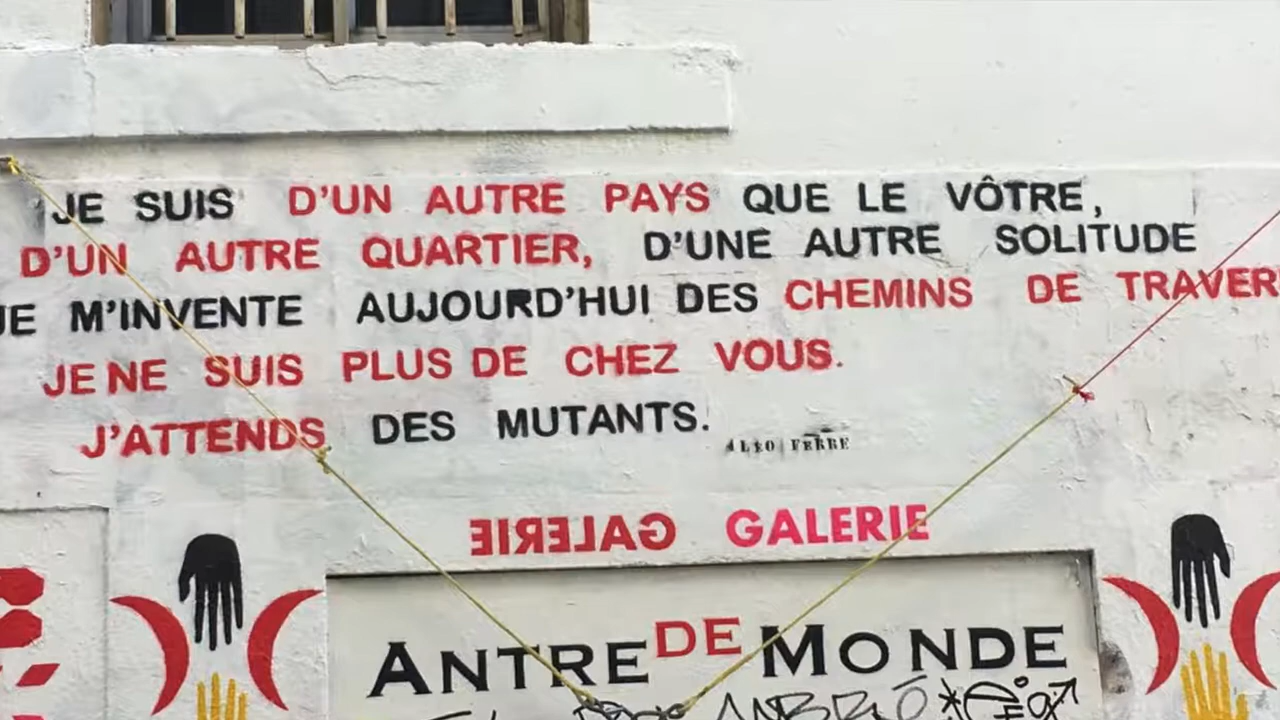 JE SUIS D'UN AUTRE PAYS QUE LE VÔTRE,
D'UN AUTRE QUARTIER, D'UNE AUTRE SOLITUDE
JE M'INVENTE AUJOURD'HUI DES CHEMINS DE TRAVER
JE NE SUIS PLUS DE CHEZ VOUS.
J'ATTENDS DES MUTANTS.
A LEO FERRE
GALERIE GALERIE
ANTRE DE MONDE